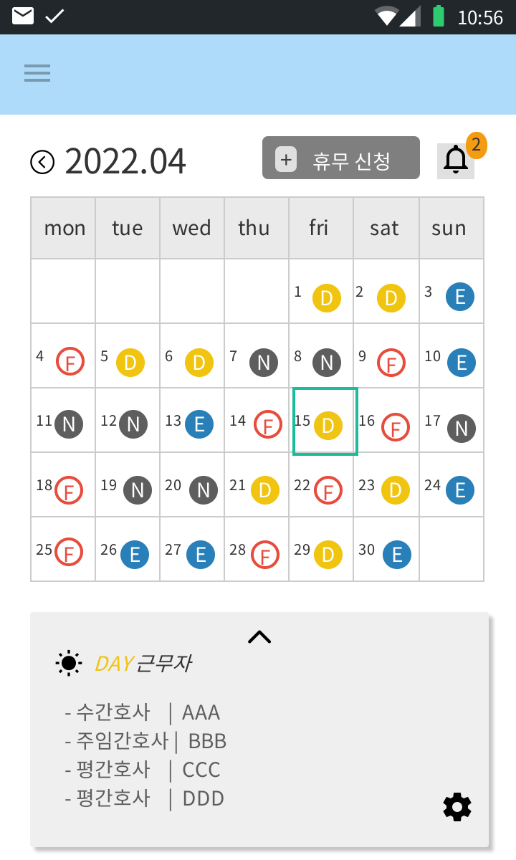 10:56
2022.04
+ 휴무 신청
2
mon tue wed thu fri sat sun
1 D 2 D 3 E
4 F 5 D 6 D 7 N 8 N 9 F 10 E
11 N 12 N 13 E 14 F 15 D 16 F 17 N
18 F 19 N 20 N 21 D 22 F 23 D 24 E
25 F 26 E 27 E 28 F 29 D 30 E
DAY 근무자
- 수간호사 | AAA
- 주임간호사 | BBB
- 평간호사 | CCC
- 평간호사 | DDD